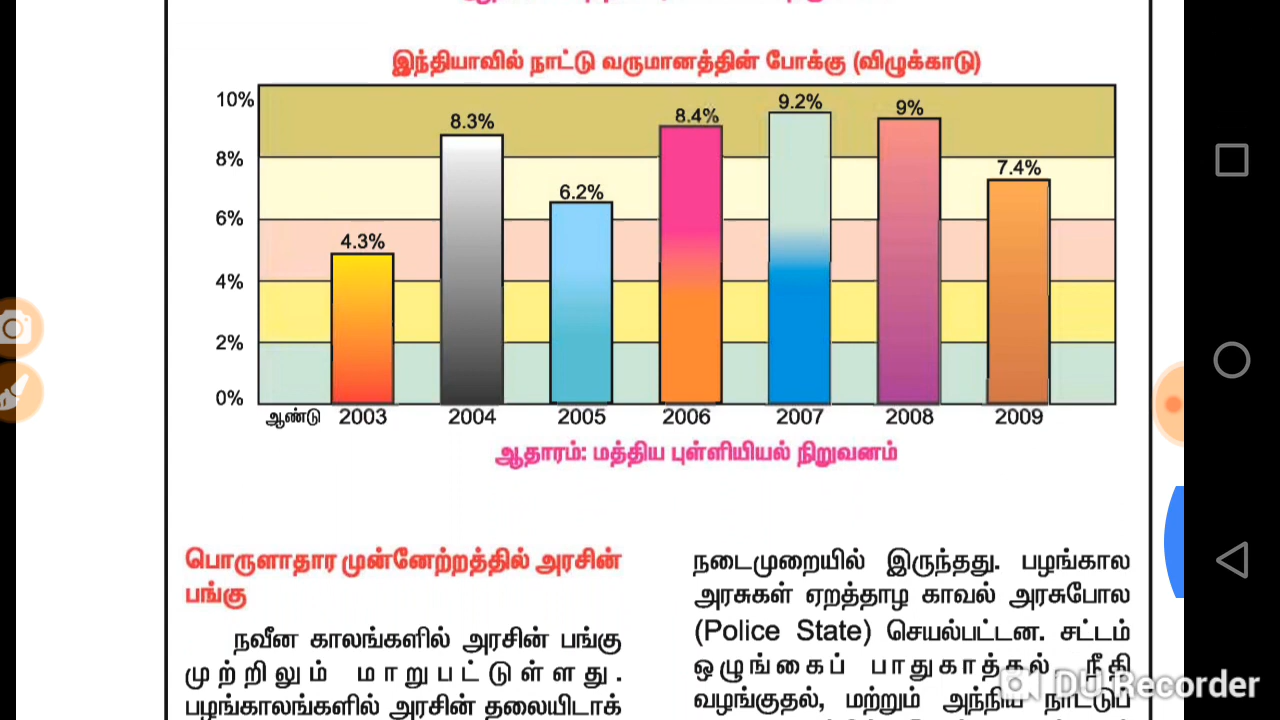 இந்தியாவில் நாட்டு வருமானத்தின் போக்கு (விழுக்காடு)
10%
8%
6%
4%
2%
0%
4.3%
8.3%
6.2%
8.4%
9.2%
9%
7.4%
ஆண்டு 2003 2004 2005 2006 2007 2008 2009
ஆதாரம்: மத்திய புள்ளியியல் நிறுவனம்
பொருளாதார முன்னேற்றத்தில் அரசின்
பங்கு
நவீன காலங்களில் அரசின் பங்கு
முற்றிலும் மாறுபட்டுள்ளது.
பழங்காலங்களில் அரசின் தலையிடாக்
நடைமுறையில் இருந்தது. பழங்கால
அரசுகள் ஏறத்தாழ காவல் அரசுபோல
(Police State) செயல்பட்டன. சட்டம்
ஒழுங்கைப் பாதுகாத்தல் நீதி
வழங்குதல், மற்றும் அந்நிய நாட்டுப்
DU Recorder